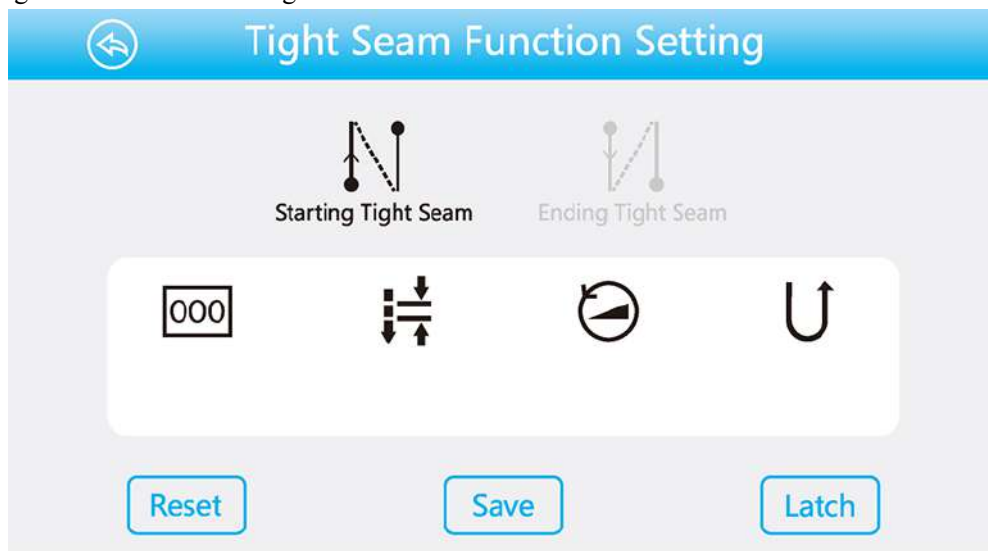 Tight Seam Function Setting
Starting Tight Seam
Ending Tight Seam
000
Reset
Save
Latch